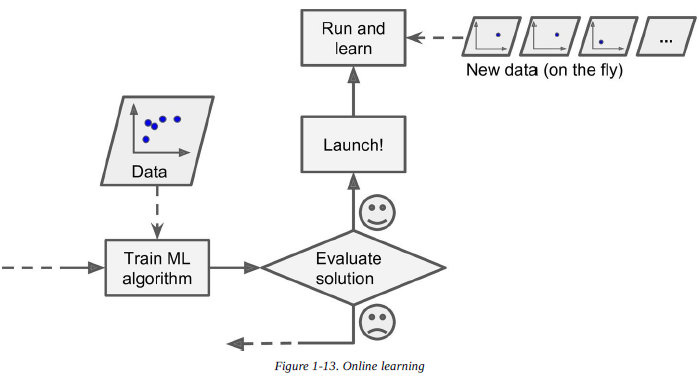 Run and
learn
...
New data (on the fly)
Launch!
Data
Train ML
algorithm
Evaluate
solution
Figure 1-13. Online learning